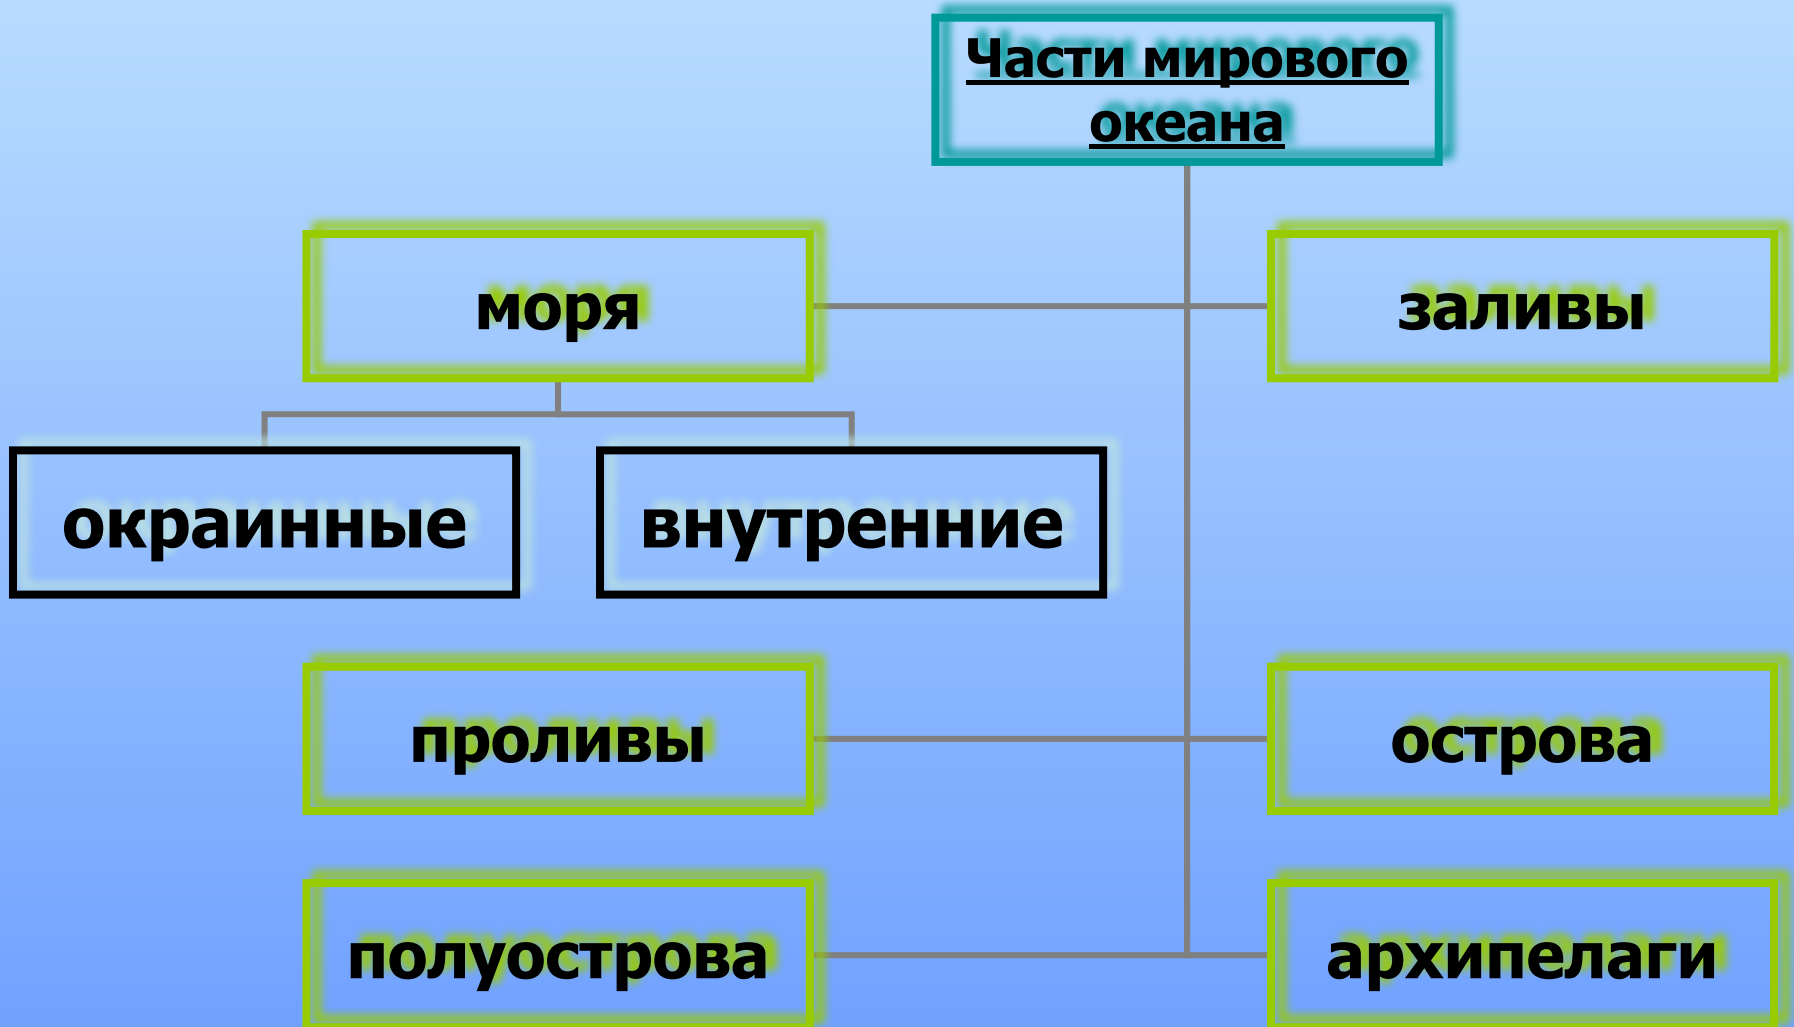 Части мирового
океана
моря
заливы
окраинные
внутренние
проливы
острова
полуострова
архипелаги